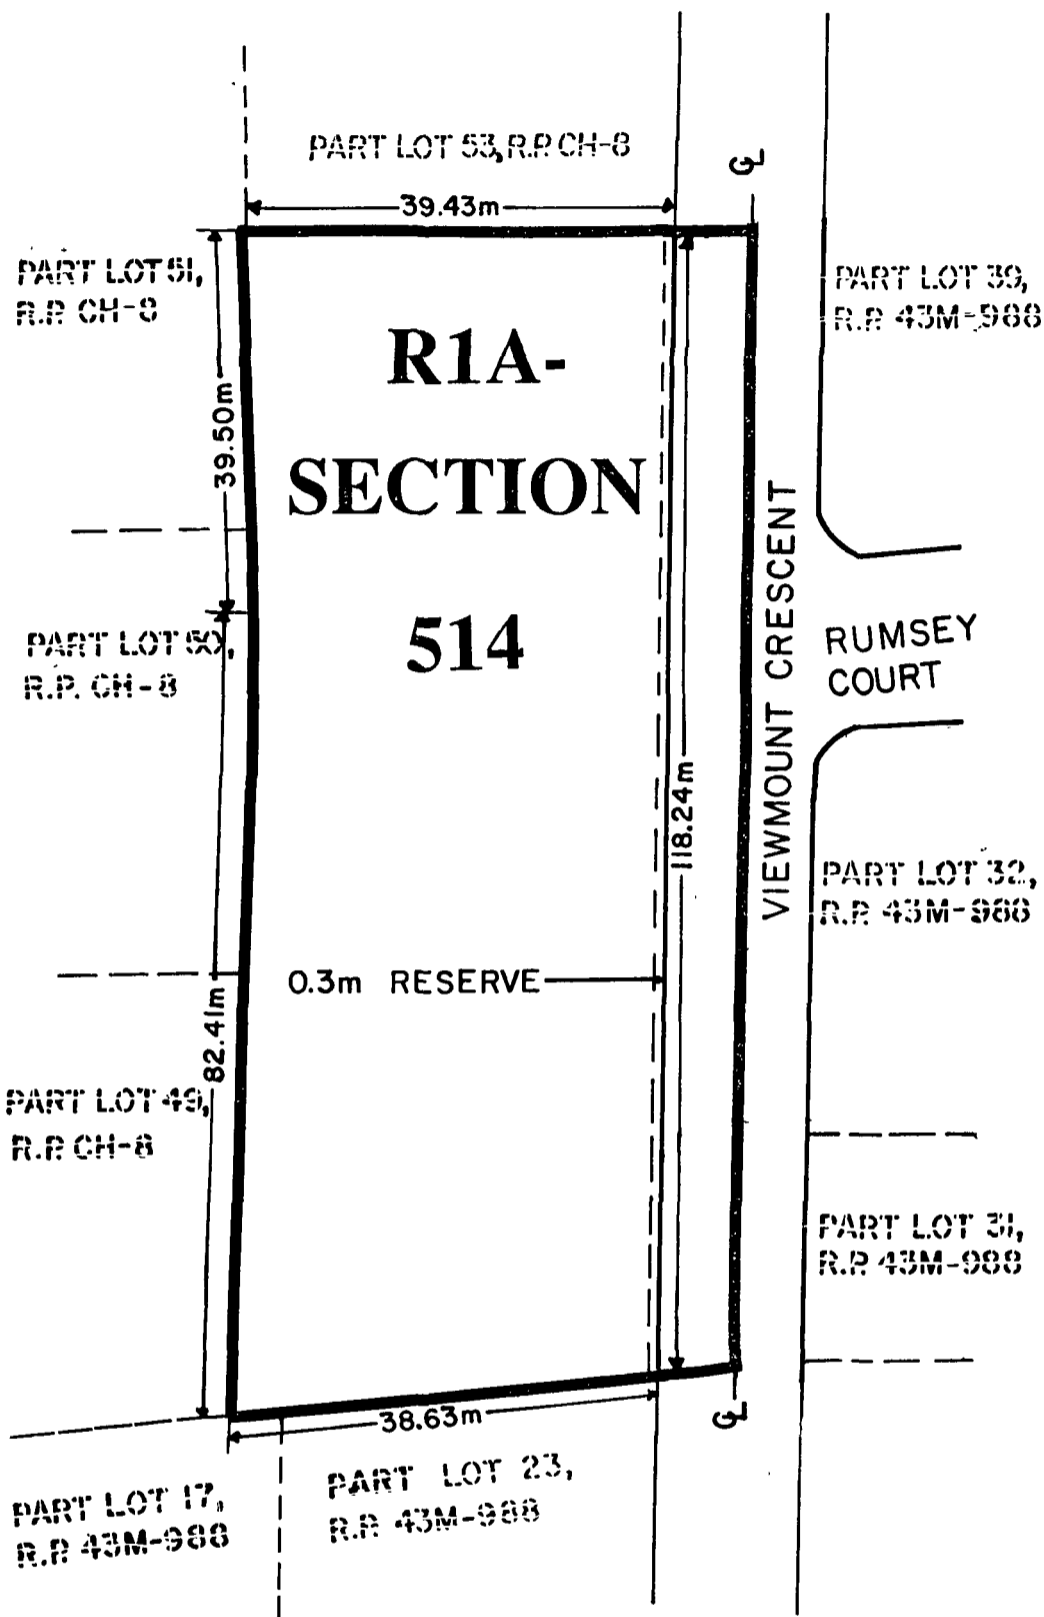 PART LOT 53, R.P. CH-8
℄
39.43m
PART LOT 51,
R.P. CH-8
PART LOT 39,
R.P. 43M-988
R1A-
39.50m
SECTION
514
VIEWMOUNT CRESCENT
RUMSEY
COURT
PART LOT 50,
R.P. CH-8
118.24m
PART LOT 32,
R.P. 43M-988
0.3m RESERVE
82.41m
PART LOT 49,
R.P. CH-8
PART LOT 31,
R.P. 43M-988
38.63m
℄
PART LOT 17,
R.P. 43M-988
PART LOT 23,
R.P. 43M-988